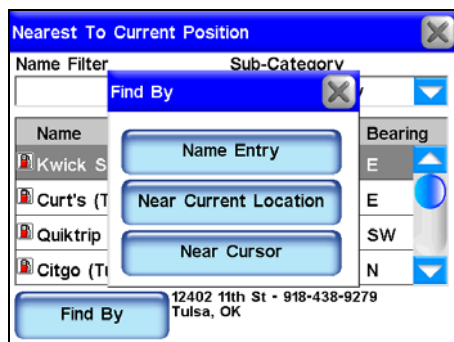 Nearest To Current Position
Name Filter Sub-Category
Find By
Name Bearing
Name Entry
Kwick S E
Near Current Location
Curt's (T E
Quiktrip SW
Near Cursor
Citgo (T N
Find By
12402 11th St - 918-438-9279
Tulsa, OK